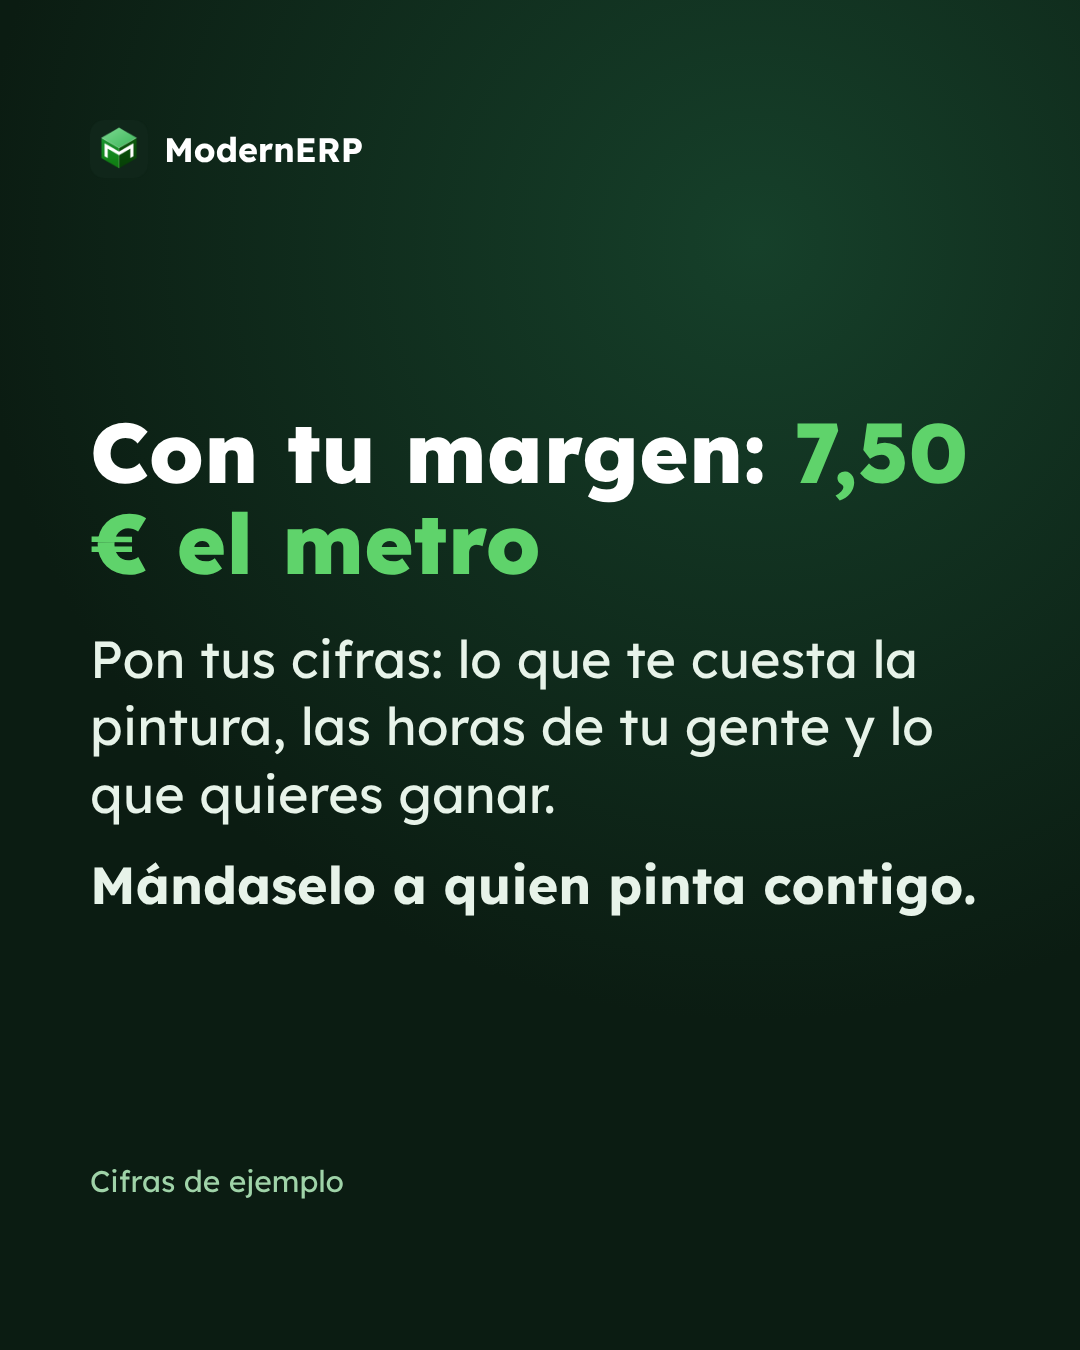 ModernERP
Con tu margen: 7,50
€ el metro
Pon tus cifras: lo que te cuesta la
pintura, las horas de tu gente y lo
que quieres ganar.
Mándaselo a quien pinta contigo.
Cifras de ejemplo